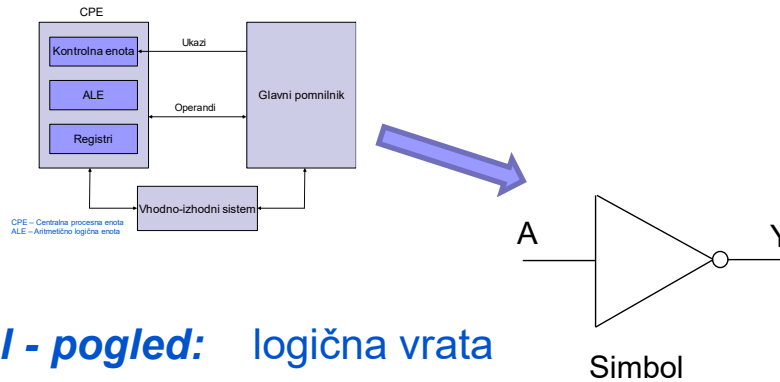 CPE
Kontrolna enota
ALE
Registri
Ukazi
Operandi
Glavni pomnilnik
Vhodno-izhodni sistem
CPE – Centralna procesna enota
ALE – Aritmetično logična enota
A
Y
l - pogled: logična vrata
Simbol